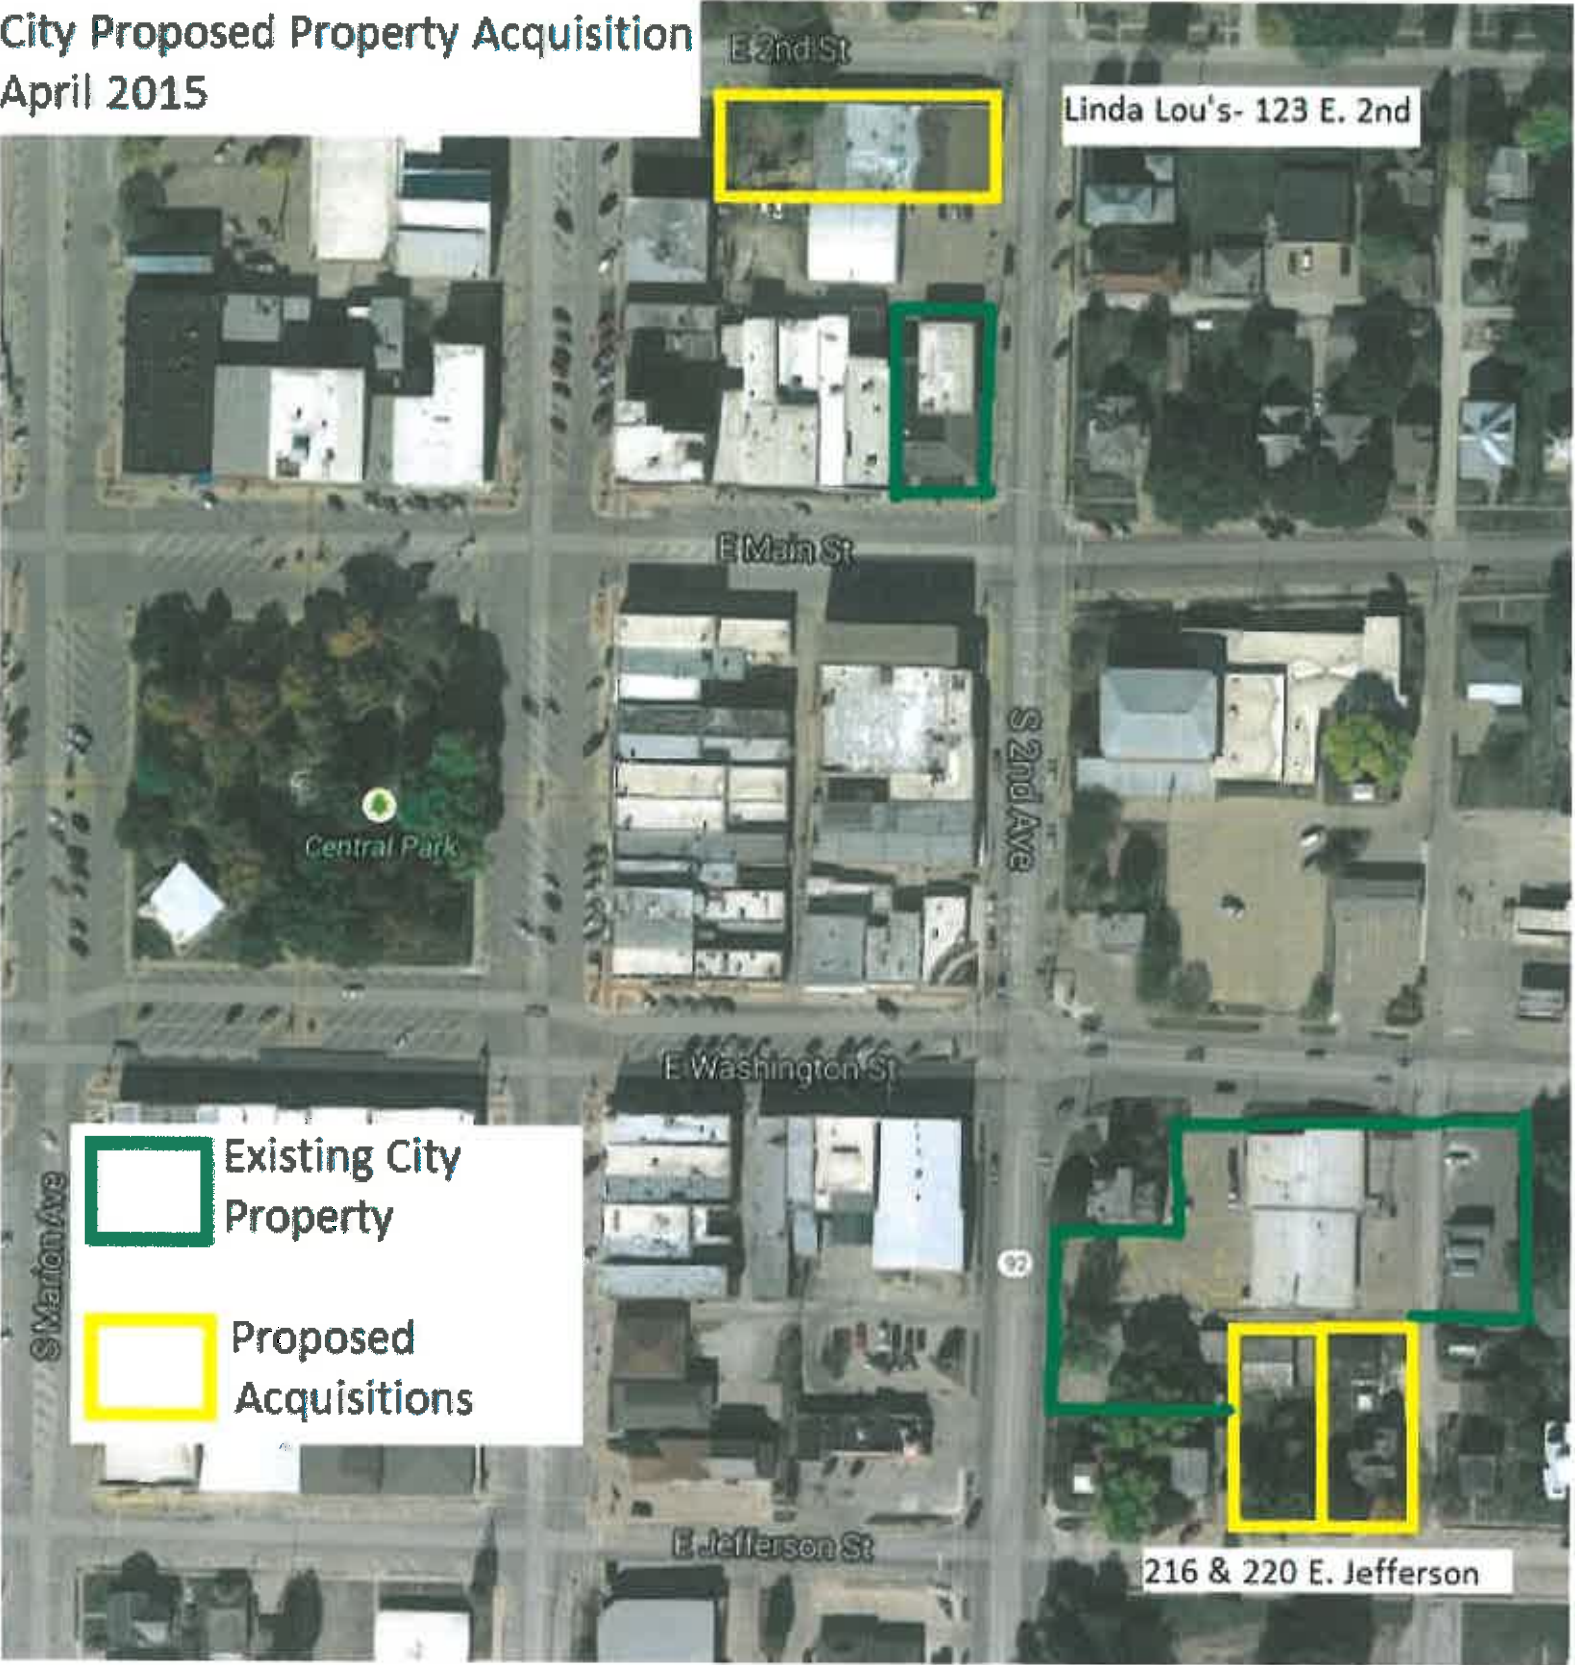 City Proposed Property Acquisition
April 2015
E 2nd St
Linda Lou's- 123 E. 2nd
E Main St
S 2nd Ave
Central Park
E Washington St
Existing City
Property
S Marion Ave
92
Proposed
Acquisitions
E Jefferson St
216 & 220 E. Jefferson